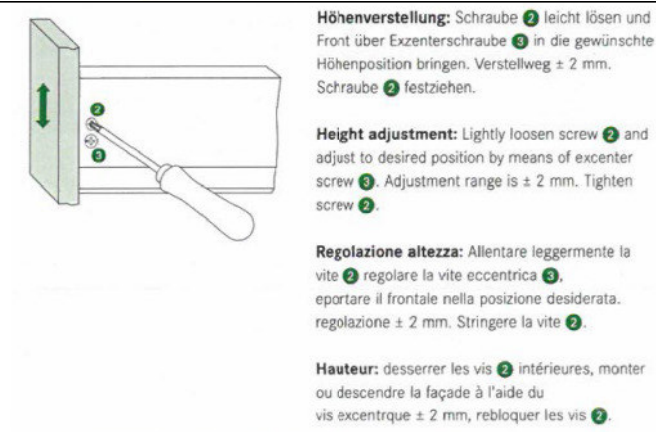 2
3
Höhenverstellung: Schraube 2 leicht lösen und
Front über Exzenterschraube 3 in die gewünschte
Höhenposition bringen. Verstellweg ± 2 mm.
Schraube 2 festziehen.
Height adjustment: Lightly loosen screw 2 and
adjust to desired position by means of excenter
screw 3. Adjustment range is ± 2 mm. Tighten
screw 2.
Regolazione altezza: Allentare leggermente la
vite 2 regolare la vite eccentrica 3,
eportare il frontale nella posizione desiderata.
regolazione ± 2 mm. Stringere la vite 2.
Hauteur: desserrer les vis 2 intérieures, monter
ou descendre la façade à l'aide du
vis excentrque ± 2 mm, rebloquer les vis 2.